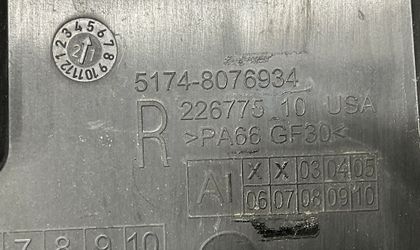 1 2 3 4 5 6 7 8 9 10 11 12
21
5174-8076934
R 226775 10 USA
>PA66 GF30<
AI X X 03 04 05
06 07 08 09 10
7 8 9 10